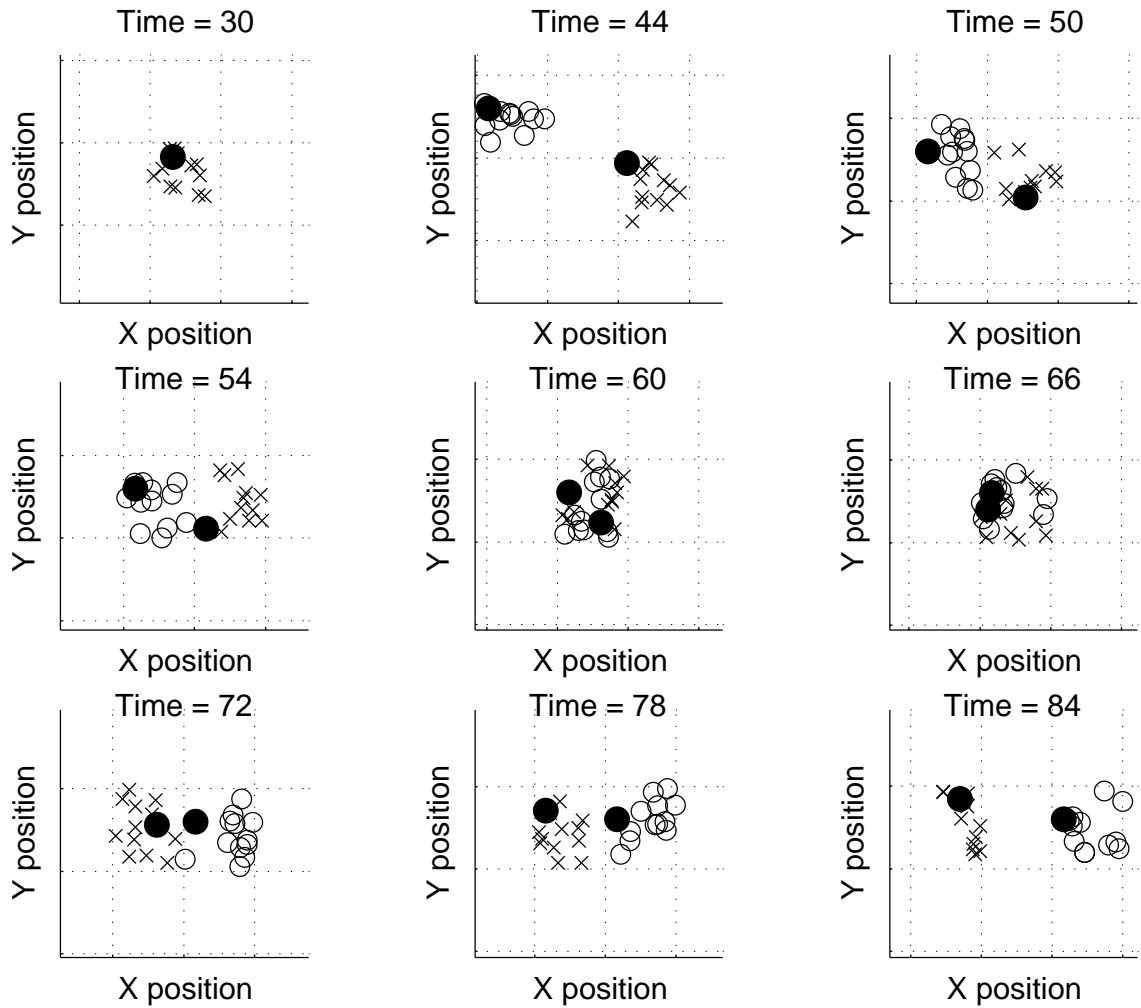 Time = 30
Time = 44
Time = 50
Y position
Y position
Y position
X position
X position
X position
Time = 54
Time = 60
Time = 66
Y position
Y position
Y position
X position
X position
X position
Time = 72
Time = 78
Time = 84
Y position
Y position
Y position
X position
X position
X position